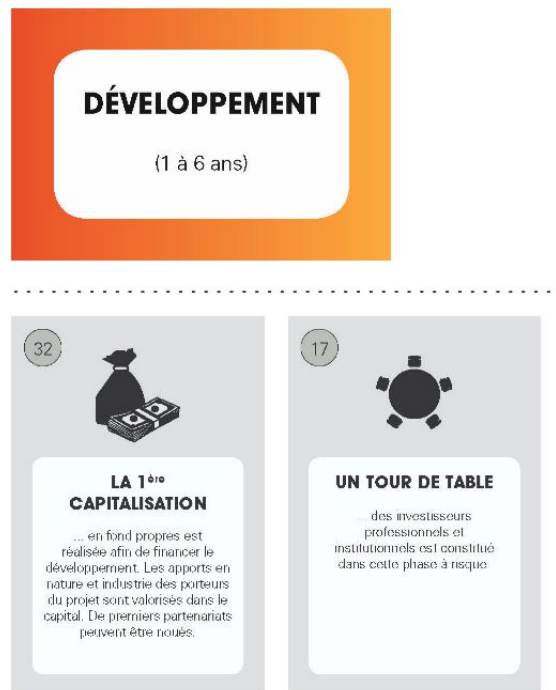 DÉVELOPPEMENT
(1 à 6 ans)
32
LA 1ère
CAPITALISATION
... en fond propres est
réalisée afin de financer le
développement. Les apports en
nature et industrie des porteurs
du projet sont valorisés dans le
capital. De premiers partenariats
peuvent être noués.
17
UN TOUR DE TABLE
... des investisseurs
professionnels et
institutionnels est constitué
dans cette phase à risque